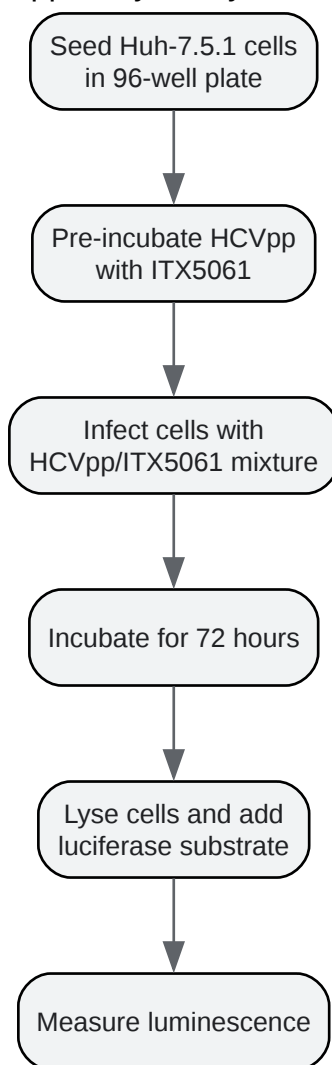 Seed Huh-7.5.1 cells
in 96-well plate
Pre-incubate HCVpp
with ITX5061
Infect cells with
HCVpp/ITX5061 mixture
Incubate for 72 hours
Lyse cells and add
luciferase substrate
Measure luminescence